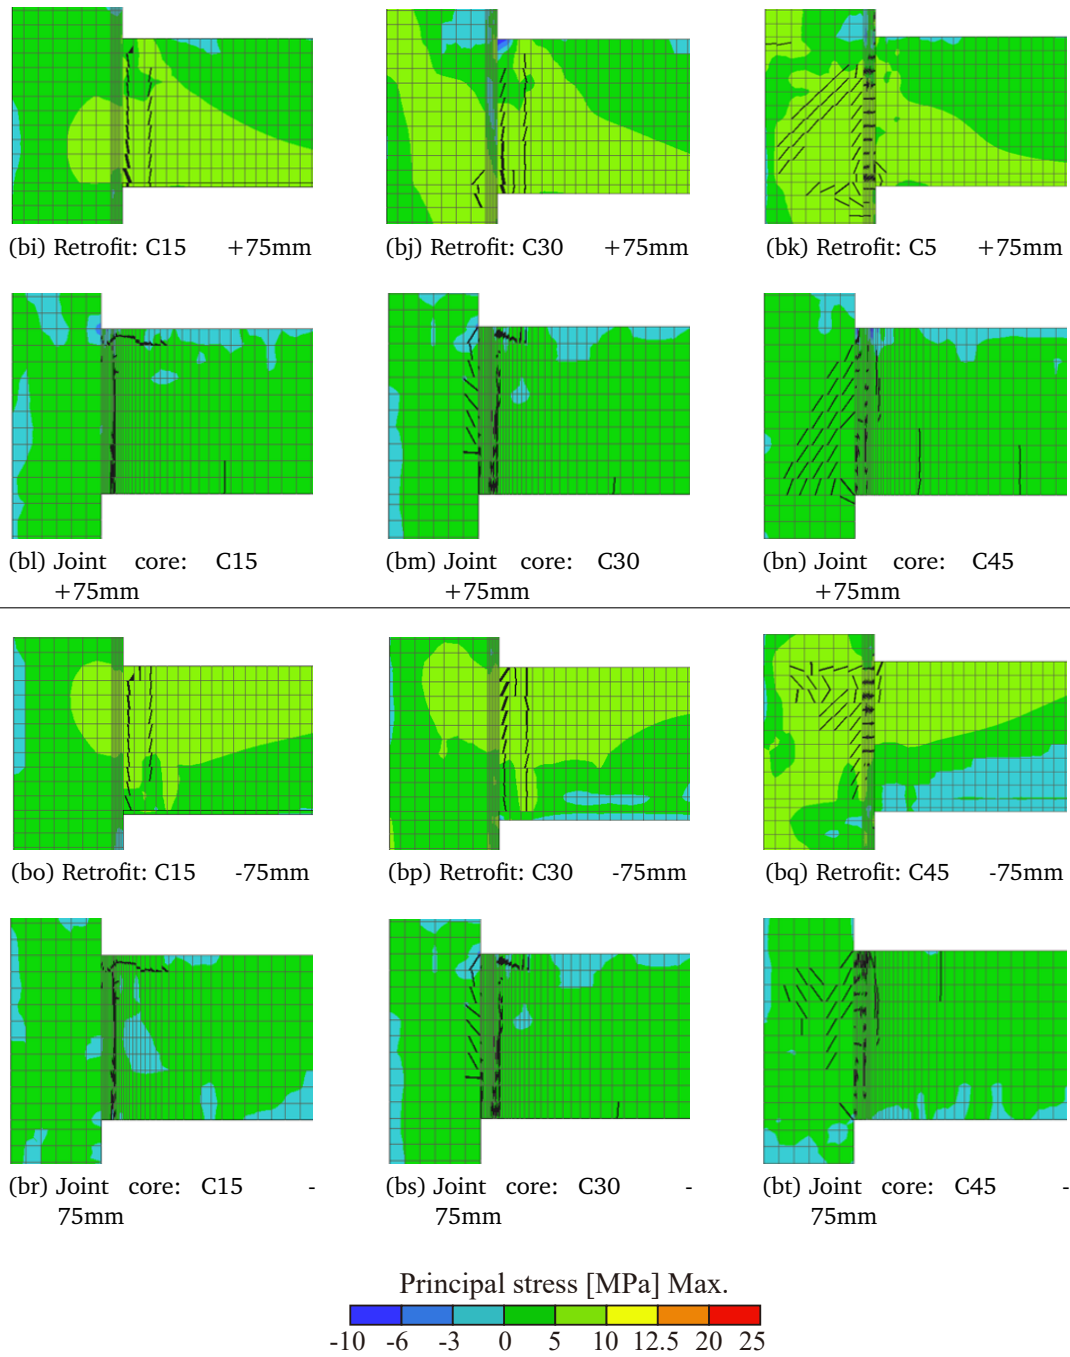 (bi) Retrofit: C15 +75mm
(bj) Retrofit: C30 +75mm
(bk) Retrofit: C5 +75mm
(bl) Joint core: C15
+75mm
(bm) Joint core: C30
+75mm
(bn) Joint core: C45
+75mm
(bo) Retrofit: C15 -75mm
(bp) Retrofit: C30 -75mm
(bq) Retrofit: C45 -75mm
(br) Joint core: C15 -
75mm
(bs) Joint core: C30 -
75mm
(bt) Joint core: C45 -
75mm
Principal stress [MPa] Max.
-10 -6 -3 0 5 10 12.5 20 25